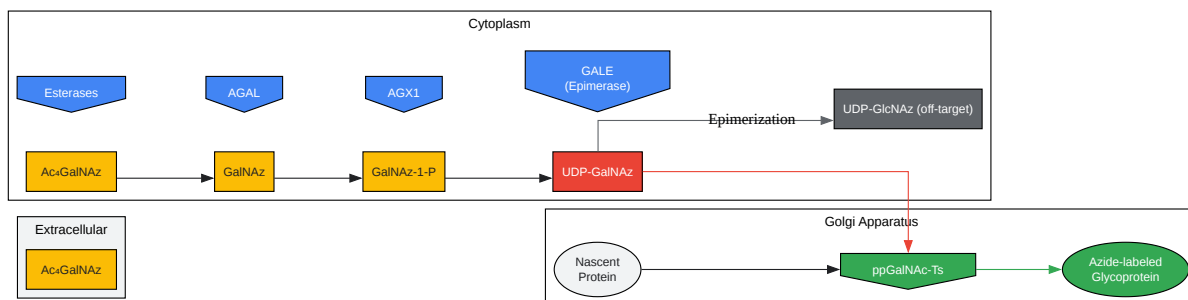 Cytoplasm
Esterases
AGAL
AGX1
GALE
(Epimerase)
UDP-GlcNAz (off-target)
Epimerization
Ac₄GalNAz
GalNAz
GalNAz-1-P
UDP-GalNAz
Extracellular
Ac₄GalNAz
Golgi Apparatus
Nascent
Protein
ppGalNAc-Ts
Azide-labeled
Glycoprotein